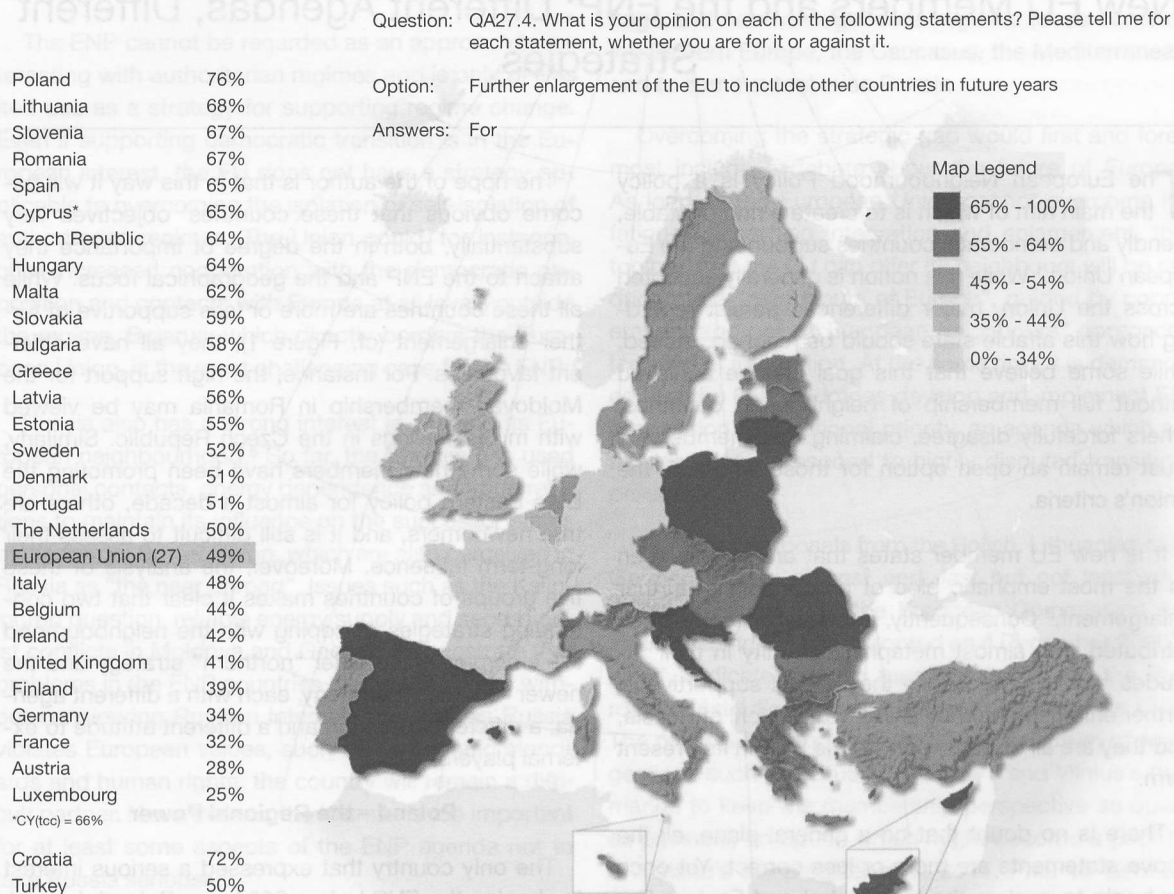 Question: QA27.4. What is your opinion on each of the following statements? Please tell me for
each statement, whether you are for it or against it.
Option: Further enlargement of the EU to include other countries in future years
Answers: For
Poland 76%
Lithuania 68%
Slovenia 67%
Romania 67%
Spain 65%
Cyprus* 65%
Czech Republic 64%
Hungary 64%
Malta 62%
Slovakia 59%
Bulgaria 58%
Greece 56%
Latvia 56%
Estonia 55%
Sweden 52%
Denmark 51%
Portugal 51%
The Netherlands 50%
European Union (27) 49%
Italy 48%
Belgium 44%
Ireland 42%
United Kingdom 41%
Finland 39%
Germany 34%
France 32%
Austria 28%
Luxembourg 25%
*CY(tcc) = 66%
Croatia 72%
Turkey 50%
Map Legend
65% - 100%
55% - 64%
45% - 54%
35% - 44%
0% - 34%